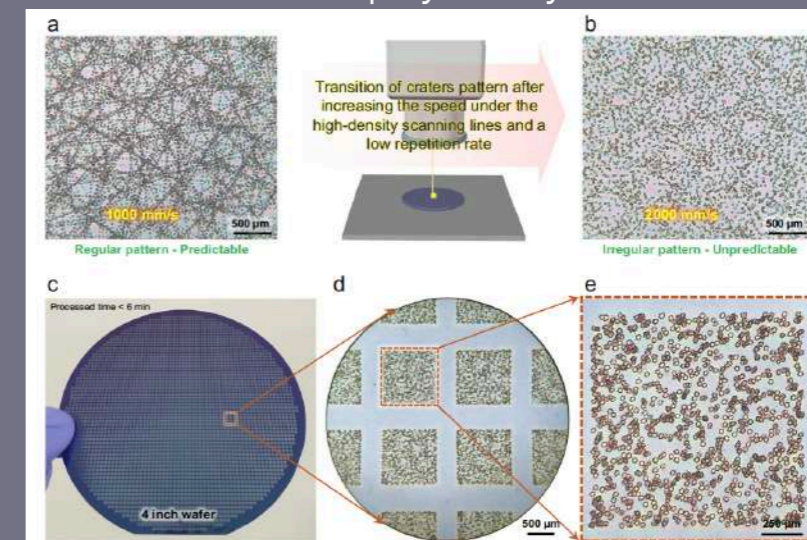 a
b
Transition of craters pattern after
increasing the speed under the
high-density scanning lines and a
low repetition rate
1000 mm/s
500 µm
2000 mm/s
500 µm
Regular pattern - Predictable
Irregular pattern - Unpredictable
c
d
e
Processed time < 6 min
4 inch wafer
500 µm
250 µm